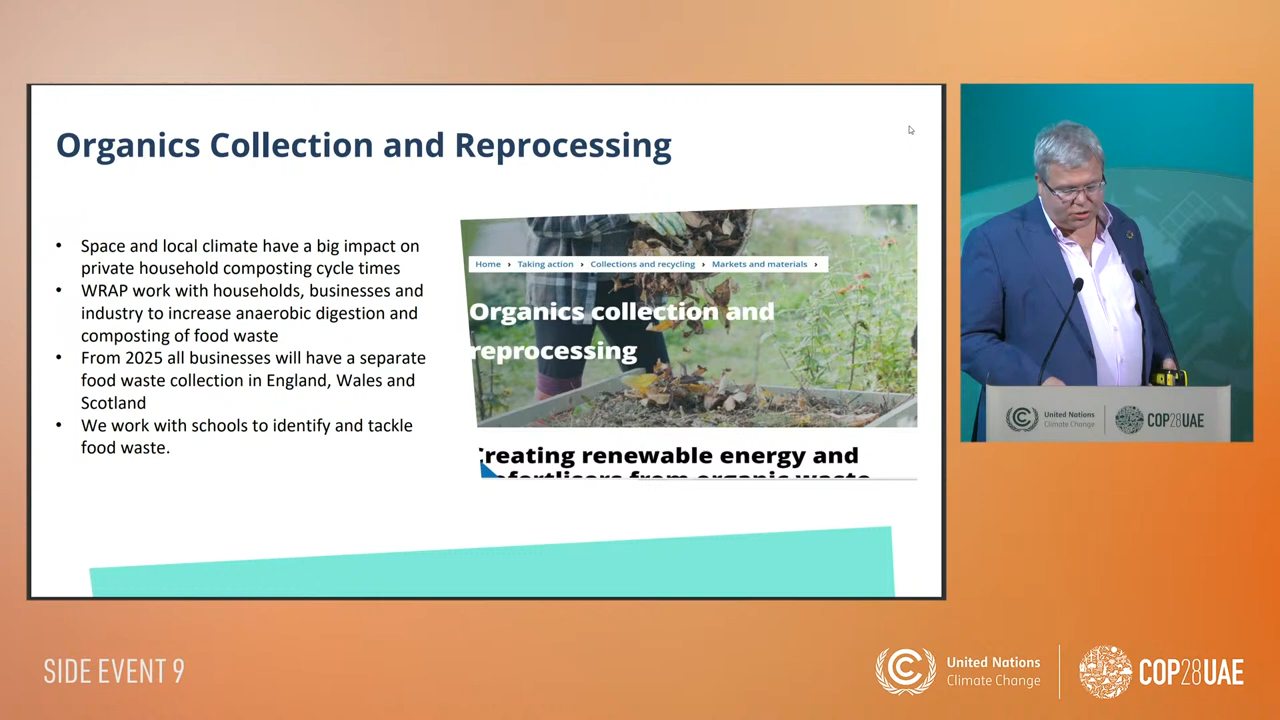 Organics Collection and Reprocessing
• Space and local climate have a big impact on
private household composting cycle times
• WRAP work with households, businesses and
industry to increase anaerobic digestion and
composting of food waste
• From 2025 all businesses will have a separate
food waste collection in England, Wales and
Scotland
• We work with schools to identify and tackle
food waste.
Home › Taking action › Collections and recycling › Markets and materials ›
Organics collection and
reprocessing
reating renewable energy and
from organic waste
United Nations
Climate Change
COP28UAE
SIDE EVENT 9
United Nations
Climate Change
COP28UAE